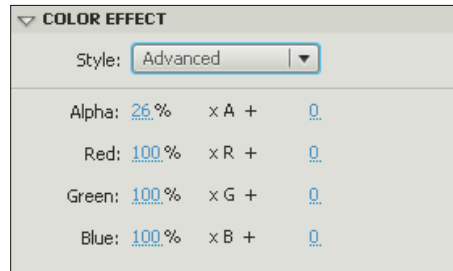 COLOR EFFECT
Style: Advanced
Alpha: 26 % x A + 0
Red: 100 % x R + 0
Green: 100 % x G + 0
Blue: 100 % x B + 0